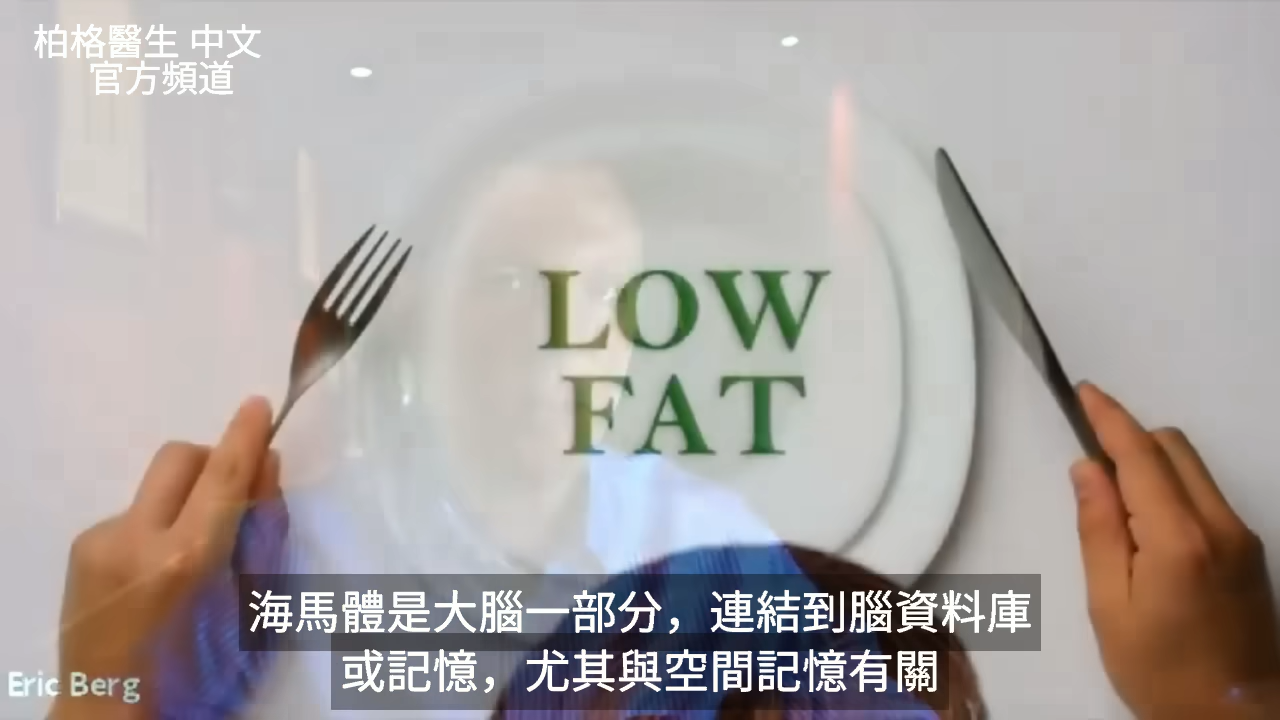 柏格醫生 中文
官方頻道
LOW
FAT
海馬體是大腦一部分，連結到腦資料庫
或記憶，尤其與空間記憶有關
Eric Berg